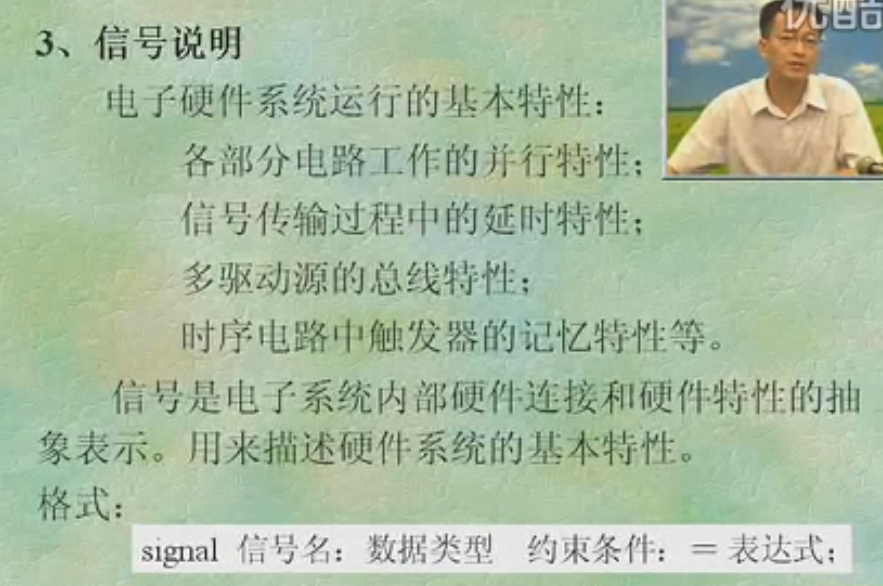 优酷
3、信号说明
电子硬件系统运行的基本特性：
各部分电路工作的并行特性；
信号传输过程中的延时特性；
多驱动源的总线特性；
时序电路中触发器的记忆特性等。
信号是电子系统内部硬件连接和硬件特性的抽
象表示。用来描述硬件系统的基本特性。
格式：
signal 信号名：数据类型 约束条件：＝表达式；